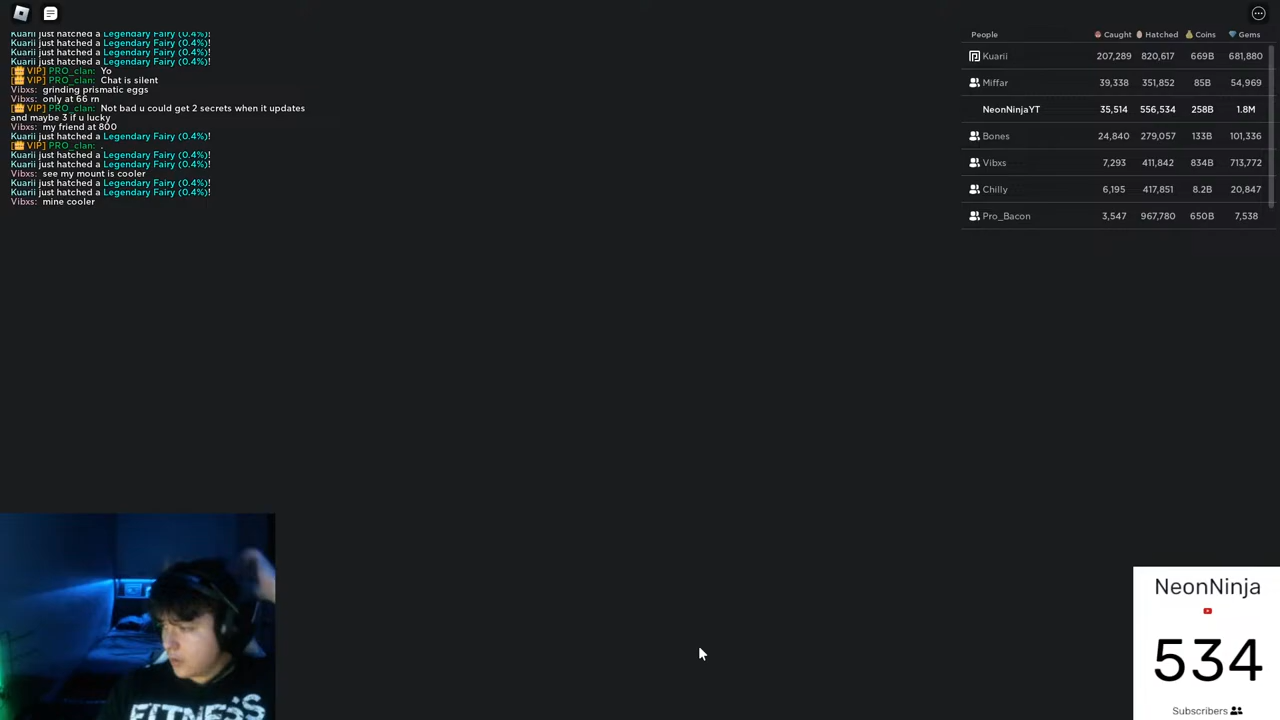 Kuarii just hatched a Legendary Fairy (0.4%)!
Kuarii just hatched a Legendary Fairy (0.4%)!
Kuarii just hatched a Legendary Fairy (0.4%)!
Kuarii just hatched a Legendary Fairy (0.4%)!
[VIP] PRO_clan: Yo
[VIP] PRO_clan: Chat is silent
Vibxs: grinding prismatic eggs
Vibxs: only at 66 rn
[VIP] PRO_clan: Not bad u could get 2 secrets when it updates
and maybe 3 if u lucky
Vibxs: my friend at 800
Kuarii just hatched a Legendary Fairy (0.4%)!
[VIP] PRO_clan: .
Kuarii just hatched a Legendary Fairy (0.4%)!
Kuarii just hatched a Legendary Fairy (0.4%)!
Vibxs: see my mount is cooler
Kuarii just hatched a Legendary Fairy (0.4%)!
Kuarii just hatched a Legendary Fairy (0.4%)!
Vibxs: mine cooler
People Caught Hatched Coins Gems
Kuarii 207,289 820,617 669B 681,880
Miffar 39,338 351,852 85B 54,969
NeonNinjaYT 35,514 556,534 258B 1.8M
Bones 24,840 279,057 133B 101,336
Vibxs 7,293 411,842 834B 713,772
Chilly 6,195 417,851 8.2B 20,847
Pro_Bacon 3,547 967,780 650B 7,538
FITNESS
NeonNinja
534
Subscribers